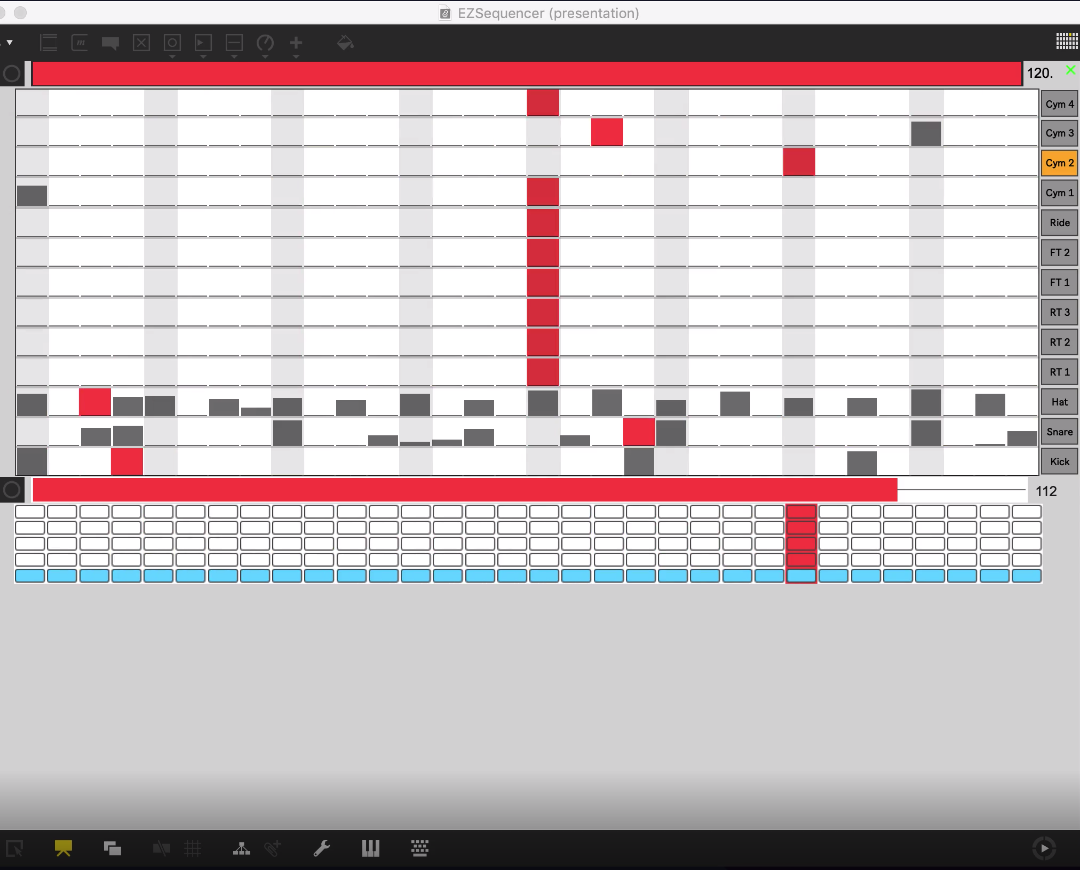 EZSequencer (presentation)
120.
Cym 4
Cym 3
Cym 2
Cym 1
Ride
FT 2
FT 1
RT 3
RT 2
RT 1
Hat
Snare
Kick
112